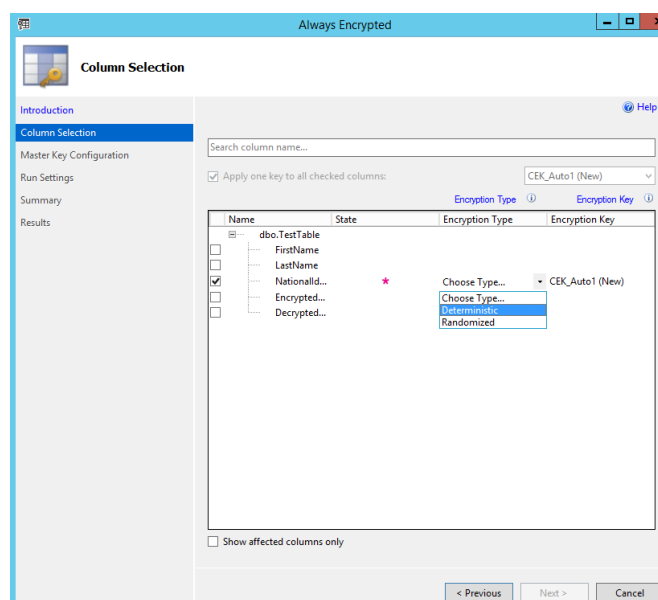 Always Encrypted
Column Selection
Introduction
Help
Column Selection
Master Key Configuration
Run Settings
Summary
Results
Search column name...
Apply one key to all checked columns:
CEK_Auto1 (New)
Encryption Type
Encryption Key
Name State Encryption Type Encryption Key
dbo.TestTable
FirstName
LastName
NationalId... * Choose Type... CEK_Auto1 (New)
Encrypted... Choose Type...
Deterministic
Decrypted... Randomized
Show affected columns only
< Previous Next > Cancel